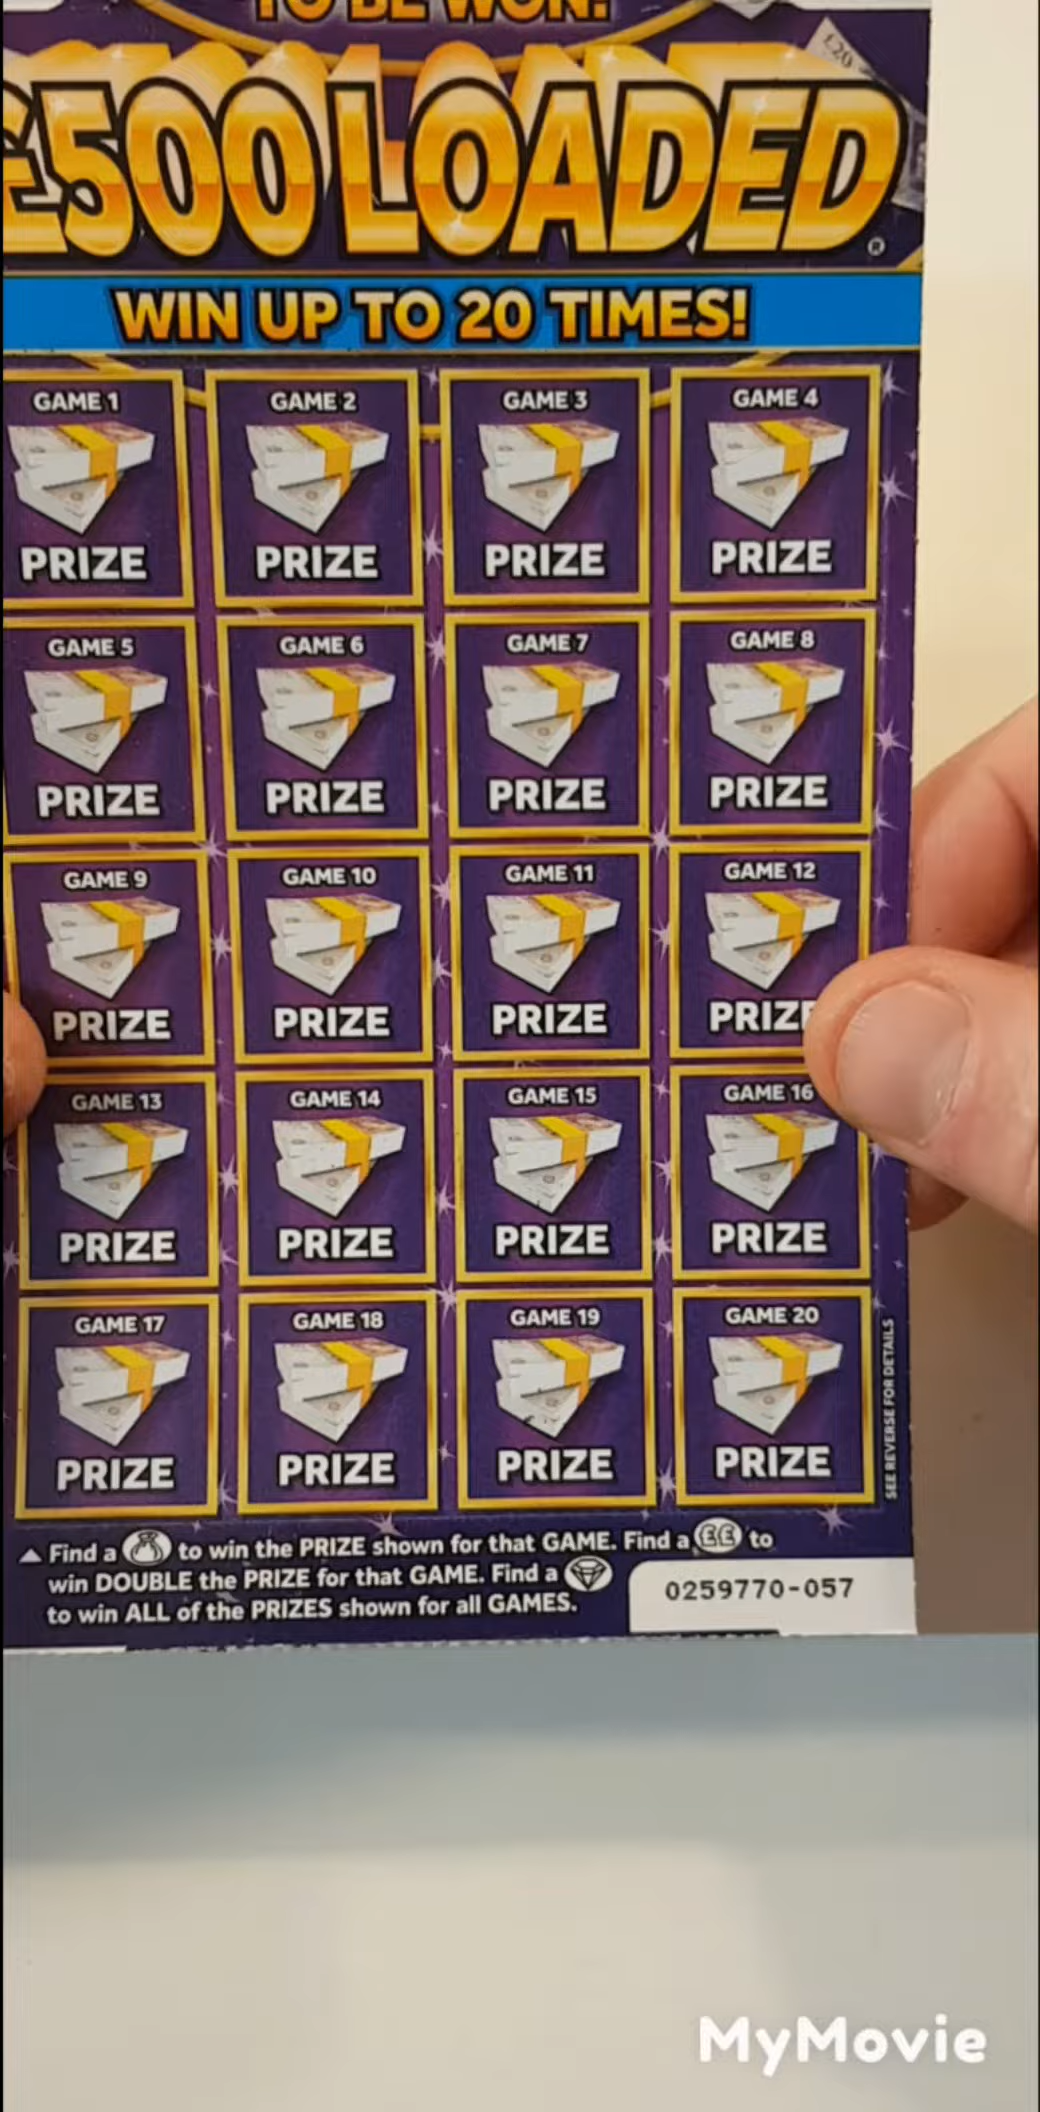 TO BE WON!
£20
£500 LOADED
®
WIN UP TO 20 TIMES!
GAME 1 GAME 2 GAME 3 GAME 4
PRIZE PRIZE PRIZE PRIZE
GAME 5 GAME 6 GAME 7 GAME 8
PRIZE PRIZE PRIZE PRIZE
GAME 9 GAME 10 GAME 11 GAME 12
PRIZE PRIZE PRIZE PRIZ
GAME 13 GAME 14 GAME 15 GAME 16
PRIZE PRIZE PRIZE PRIZE
GAME 17 GAME 18 GAME 19 GAME 20
PRIZE PRIZE PRIZE PRIZE
SEE REVERSE FOR DETAILS
Find a to win the PRIZE shown for that GAME. Find a ££ to
win DOUBLE the PRIZE for that GAME. Find a
to win ALL of the PRIZES shown for all GAMES.
0259770-057
MyMovie